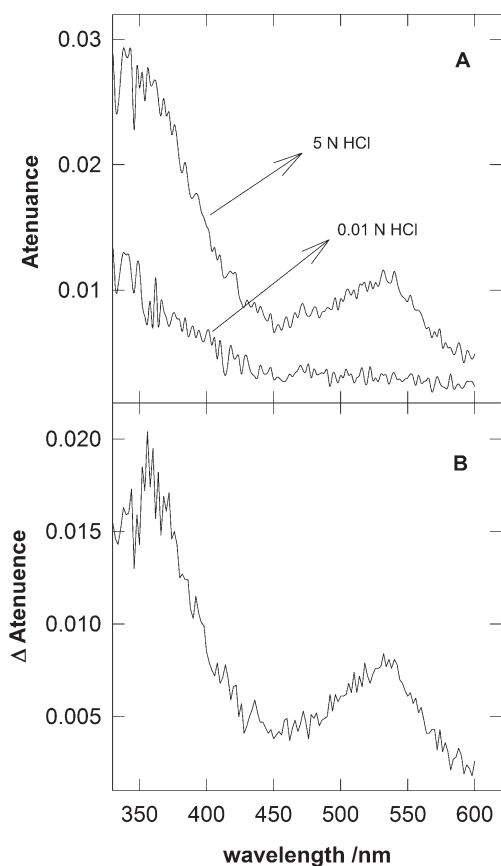 0.03
A
5 N HCl
0.02
0.01 N HCl
Atenuance
0.01
0.020
B
0.015
Δ Atenuence
0.010
0.005
350 400 450 500 550 600
wavelength /nm